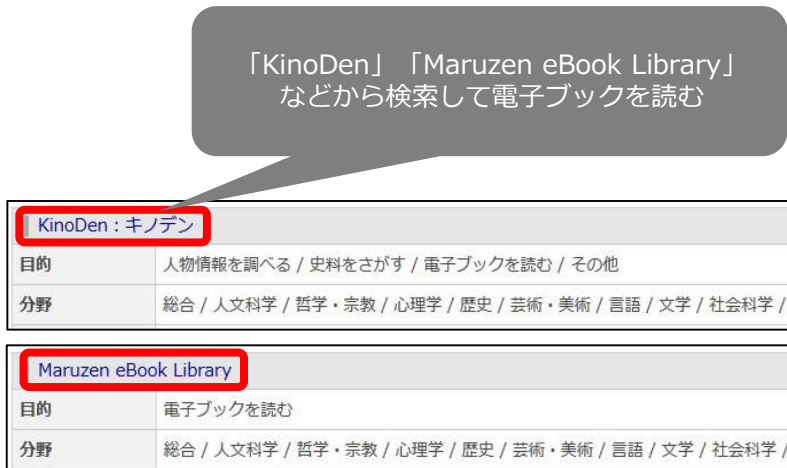 「KinoDen」「Maruzen eBook Library」
などから検索して電子ブックを読む
KinoDen：キノデン
目的 人物情報を調べる / 史料をさがす / 電子ブックを読む / その他
分野 総合 / 人文科学 / 哲学・宗教 / 心理学 / 歴史 / 芸術・美術 / 言語 / 文学 / 社会科学 /
Maruzen eBook Library
目的 電子ブックを読む
分野 総合 / 人文科学 / 哲学・宗教 / 心理学 / 歴史 / 芸術・美術 / 言語 / 文学 / 社会科学 /